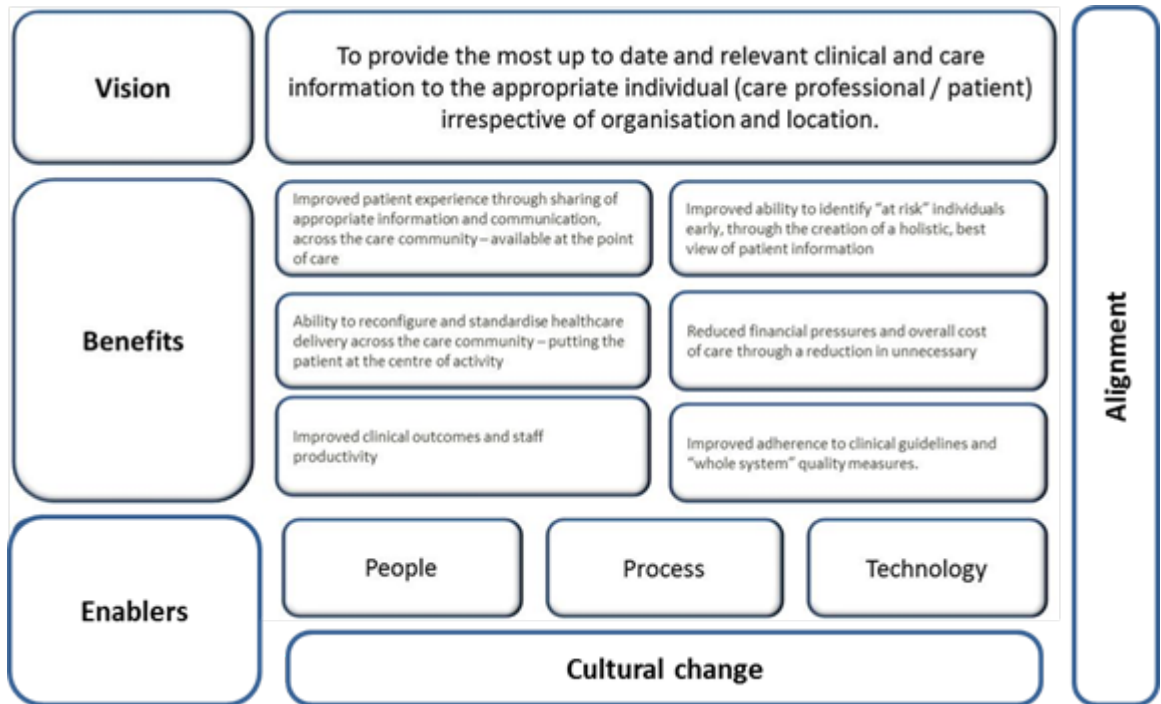 Vision
To provide the most up to date and relevant clinical and care
information to the appropriate individual (care professional / patient)
irrespective of organisation and location.
Benefits
Improved patient experience through sharing of
appropriate information and communication,
across the care community – available at the point
of care
Improved ability to identify "at risk" individuals
early, through the creation of a holistic, best
view of patient information
Ability to reconfigure and standardise healthcare
delivery across the care community – putting the
patient at the centre of activity
Reduced financial pressures and overall cost
of care through a reduction in unnecessary
Improved clinical outcomes and staff
productivity
Improved adherence to clinical guidelines and
"whole system" quality measures.
Enablers
People
Process
Technology
Cultural change
Alignment